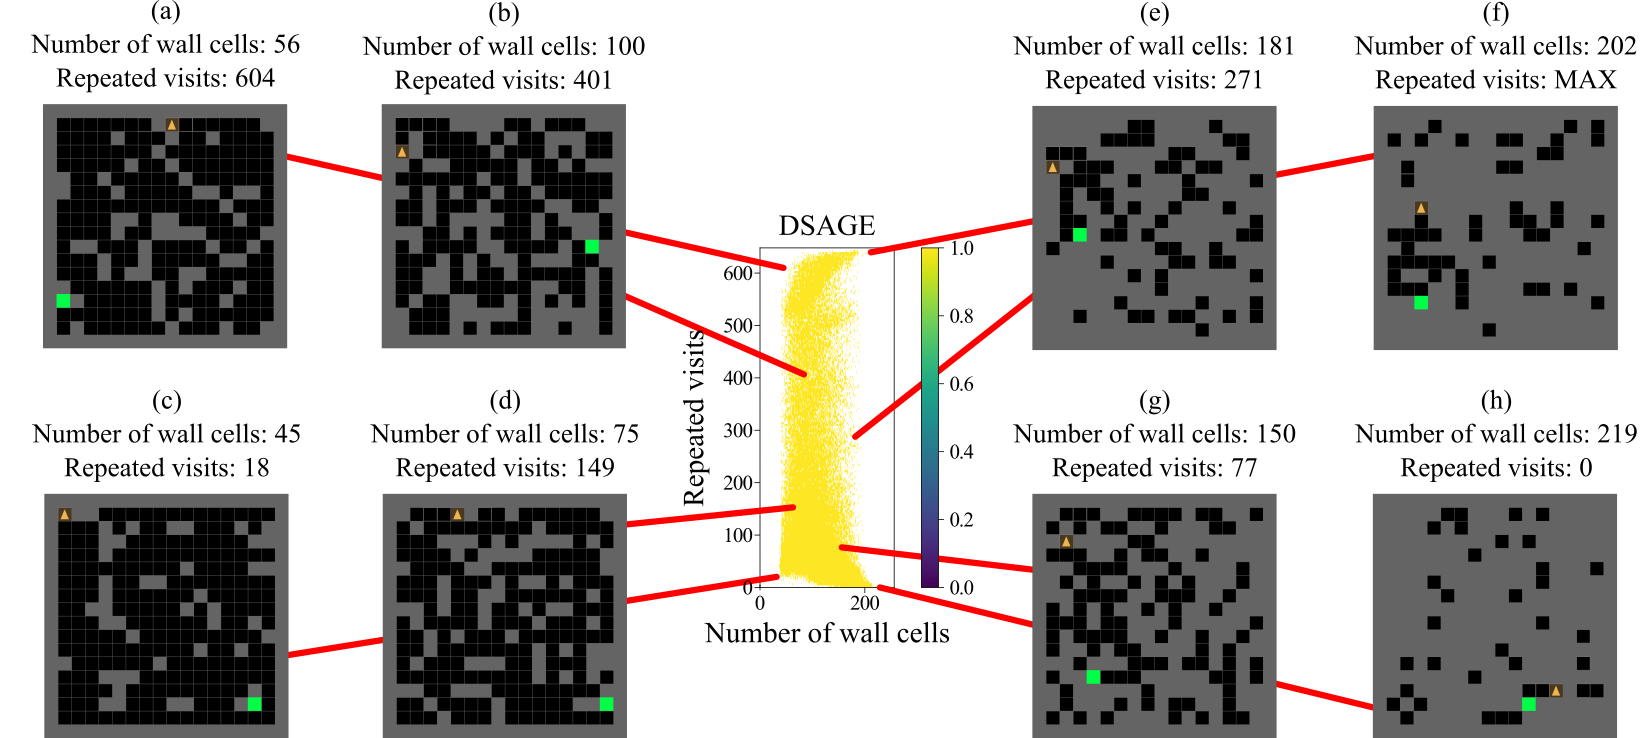 (a)
Number of wall cells: 56
Repeated visits: 604
(b)
Number of wall cells: 100
Repeated visits: 401
(e)
Number of wall cells: 181
Repeated visits: 271
(f)
Number of wall cells: 202
Repeated visits: MAX
DSAGE
Repeated visits
600
500
400
300
200
100
0
0
200
Number of wall cells
1.0
0.8
0.6
0.4
0.2
0.0
(c)
Number of wall cells: 45
Repeated visits: 18
(d)
Number of wall cells: 75
Repeated visits: 149
(g)
Number of wall cells: 150
Repeated visits: 77
(h)
Number of wall cells: 219
Repeated visits: 0